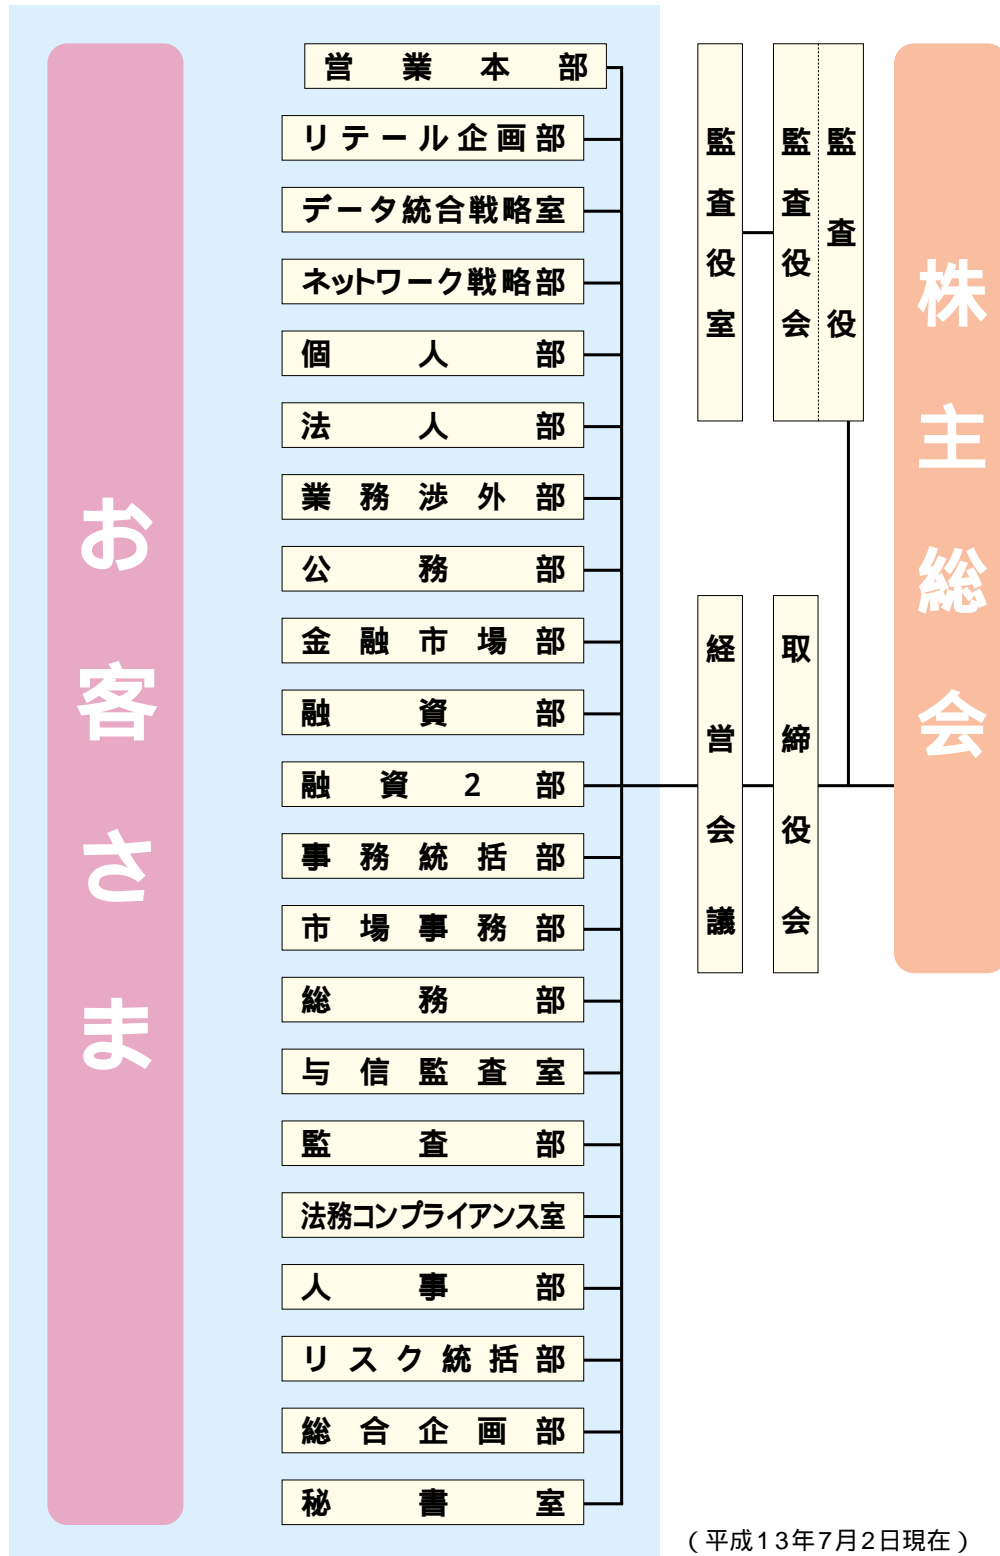 お客さま
営業本部
リテール企画部
データ統合戦略室
ネットワーク戦略部
個人部
法人部
業務渉外部
公務部
金融市場部
融資部
融資2部
事務統括部
市場事務部
総務部
与信監査室
監査部
法務コンプライアンス室
人事部
リスク統括部
総合企画部
秘書室
監査役室
監査役会
監査役
経営会議
取締役会
株主総会
(平成13年7月2日現在)